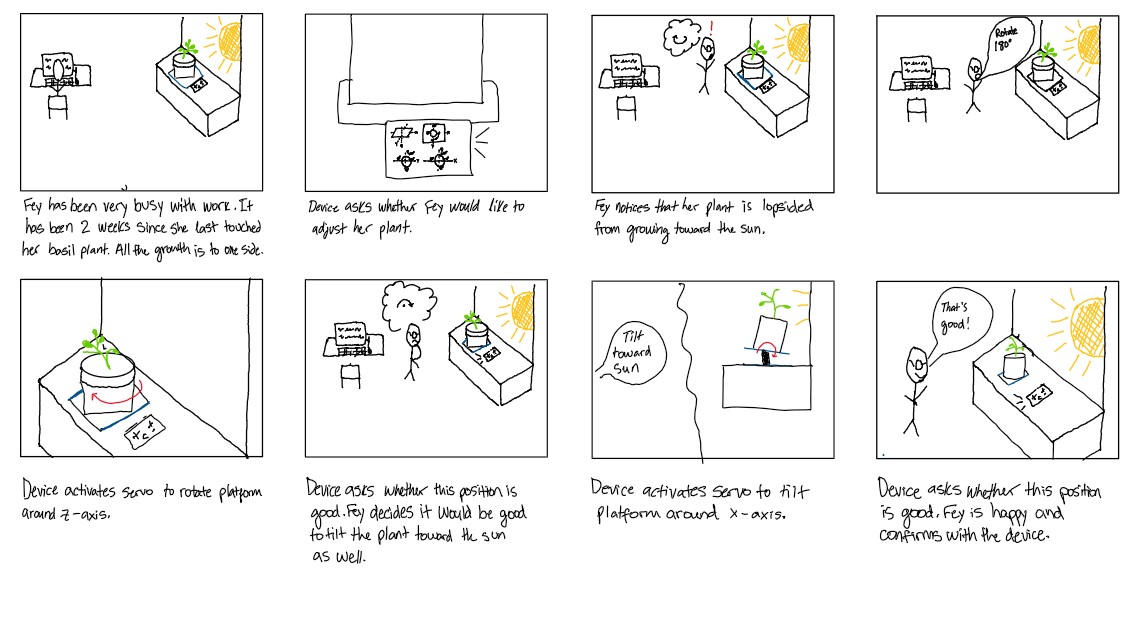 Rotate
180°
Fey has been very busy with work. It
has been 2 weeks since she last touched
her basil plant. All the growth is to one side.
Device asks whether Fey would like to
adjust her plant.
Fey notices that her plant is lopsided
from growing toward the sun.
Tilt
toward
sun
That's
good!
Device activates servo to rotate platform
around z-axis.
Device asks whether this position is
good. Fey decides it would be good
to tilt the plant toward the sun
as well.
Device activates servo to tilt
platform around x-axis.
Device asks whether this position
is good. Fey is happy and
confirms with the device.